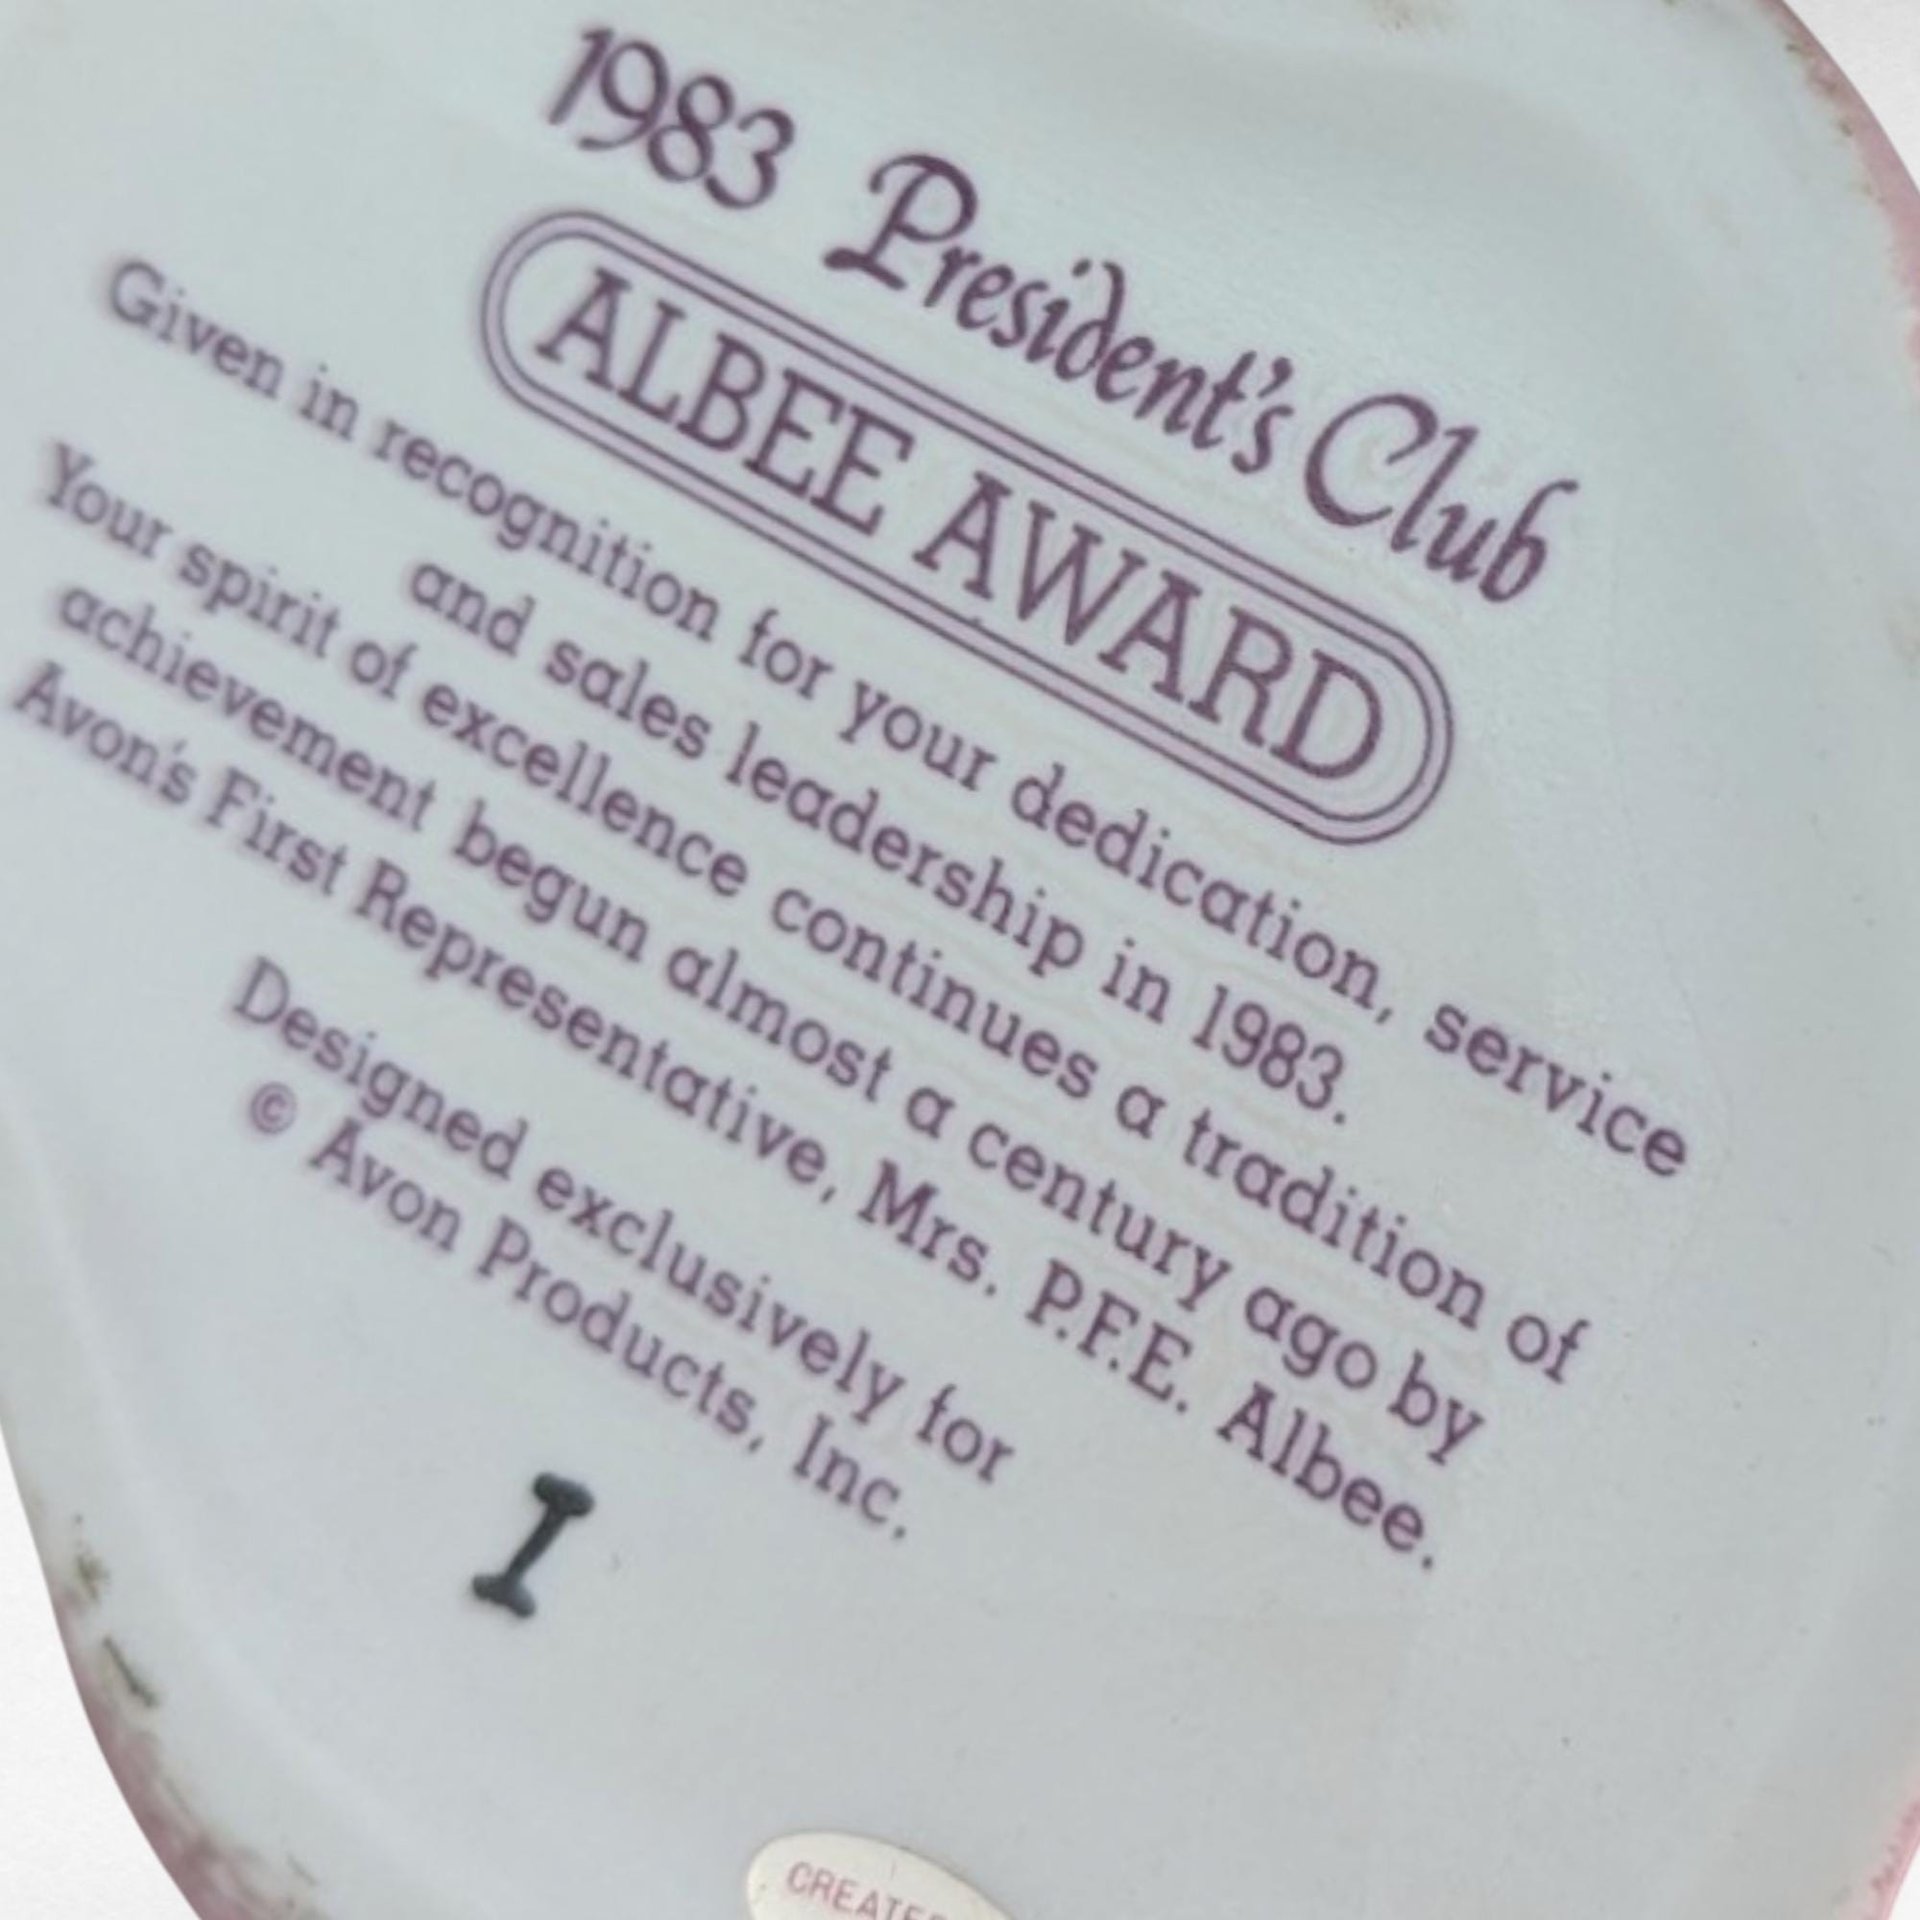 1983 President's Club
ALBEE AWARD
Given in recognition for your dedication, service
and sales leadership in 1983.
Your spirit of excellence continues a tradition of
achievement begun almost a century ago by
Avon's First Representative, Mrs. P.F.E. Albee.
Designed exclusively for
© Avon Products, Inc.
I